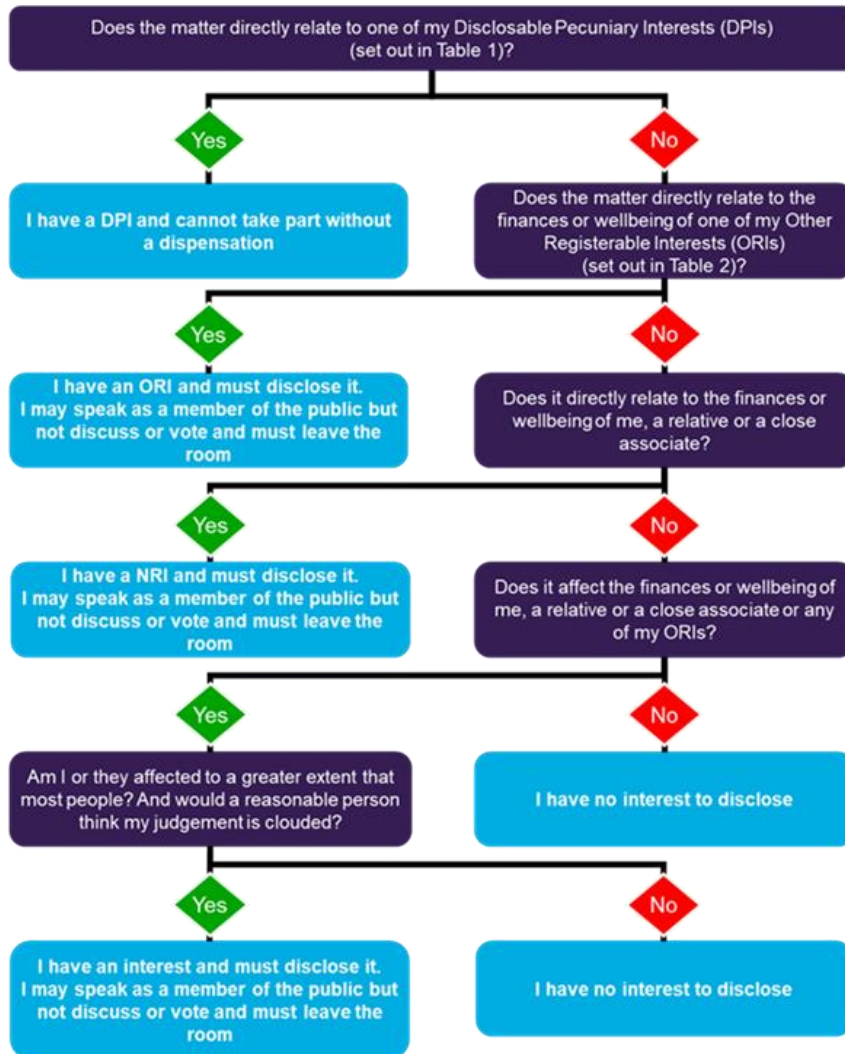 Does the matter directly relate to one of my Disclosable Pecuniary Interests (DPIs)
(set out in Table 1)?
Yes
No
I have a DPI and cannot take part without
a dispensation
Does the matter directly relate to the
finances or wellbeing of one of my Other
Registerable Interests (ORIs)
(set out in Table 2)?
Yes
No
I have an ORI and must disclose it.
I may speak as a member of the public but
not discuss or vote and must leave the
room
Does it directly relate to the finances or
wellbeing of me, a relative or a close
associate?
Yes
No
I have a NRI and must disclose it.
I may speak as a member of the public but
not discuss or vote and must leave the
room
Does it affect the finances or wellbeing of
me, a relative or a close associate or any
of my ORIs?
Yes
No
Am I or they affected to a greater extent that
most people? And would a reasonable person
think my judgement is clouded?
I have no interest to disclose
Yes
No
I have an interest and must disclose it.
I may speak as a member of the public but
not discuss or vote and must leave the
room
I have no interest to disclose